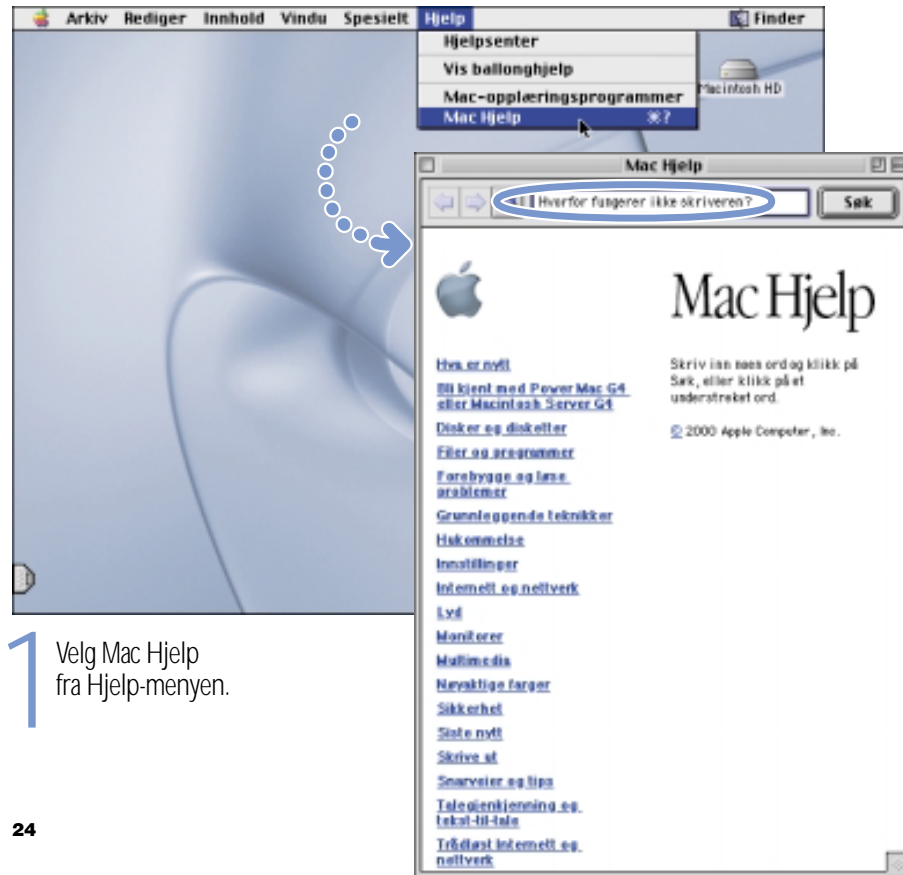 Arkiv Rediger Innhold Vindu Spesielt Hjelp Finder
Hjelpsenter
Vis ballonghjelp
Mac-opplæringsprogrammer
Mac Hjelp ⌘?
Macintosh HD
Mac Hjelp
Hvorfor fungerer ikke skriveren?
Søk
Mac Hjelp
Skriv inn noen ord og klikk på
Søk, eller klikk på et
understreket ord.
© 2000 Apple Computer, Inc.
Hva er nytt
Bli kjent med Power Mac G4
eller Macintosh Server G4
Disker og disketter
Filer og programmer
Forebygge og løse
problemer
Grunnleggende teknikker
Hukommelse
Innstillinger
Internett og nettverk
Lyd
Monitorer
Multimedia
Nøyaktige farger
Sikkerhet
Siste nytt
Skrive ut
Snarveier og tips
Talegjenkjenning og
tekst-til-tale
Trådløst Internett og
nettverk
1 Velg Mac Hjelp
fra Hjelp-menyen.
24